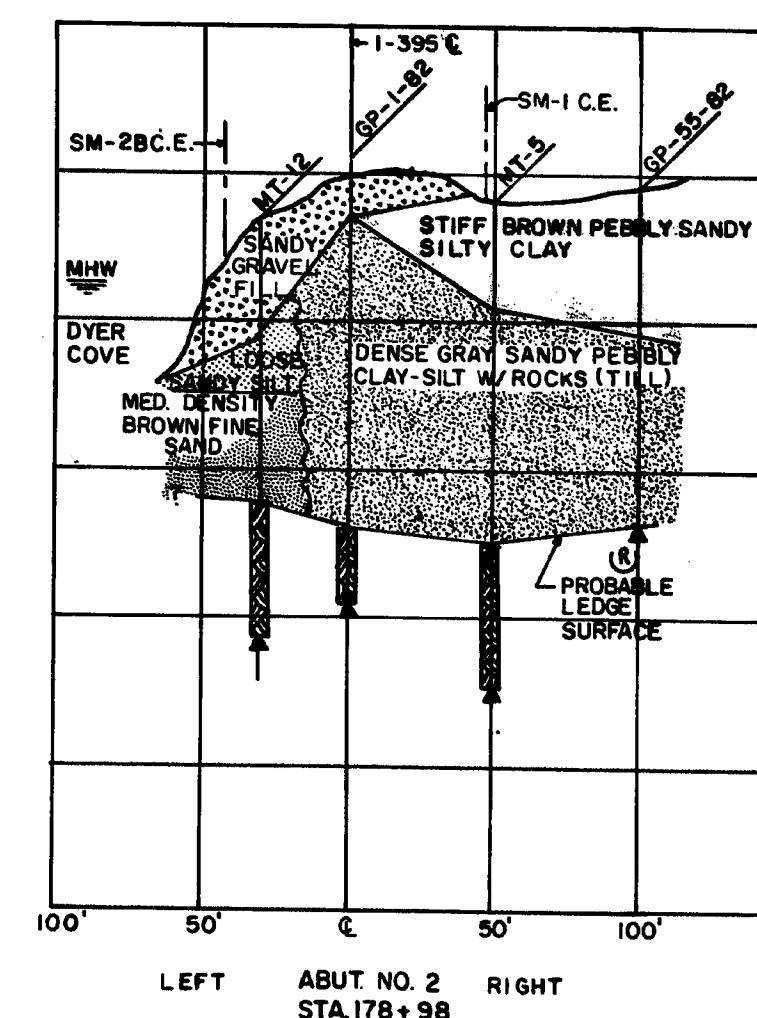 I-395 ℄
GP-1-82
SM-1 C.E.
SM-2B C.E.
MT-12
MT-5
GP-55-82
STIFF BROWN PEBBLY SANDY
SILTY CLAY
SANDY
GRAVEL
FILL
MHW
DYER
COVE
LOOSE
SANDY SILT
MED. DENSITY
BROWN FINE
SAND
DENSE GRAY SANDY PEBBLY
CLAY-SILT W/ROCKS (TILL)
?
R
PROBABLE
LEDGE
SURFACE
100' 50' ℄ 50' 100'
LEFT ABUT. NO. 2 RIGHT
STA. 178+98